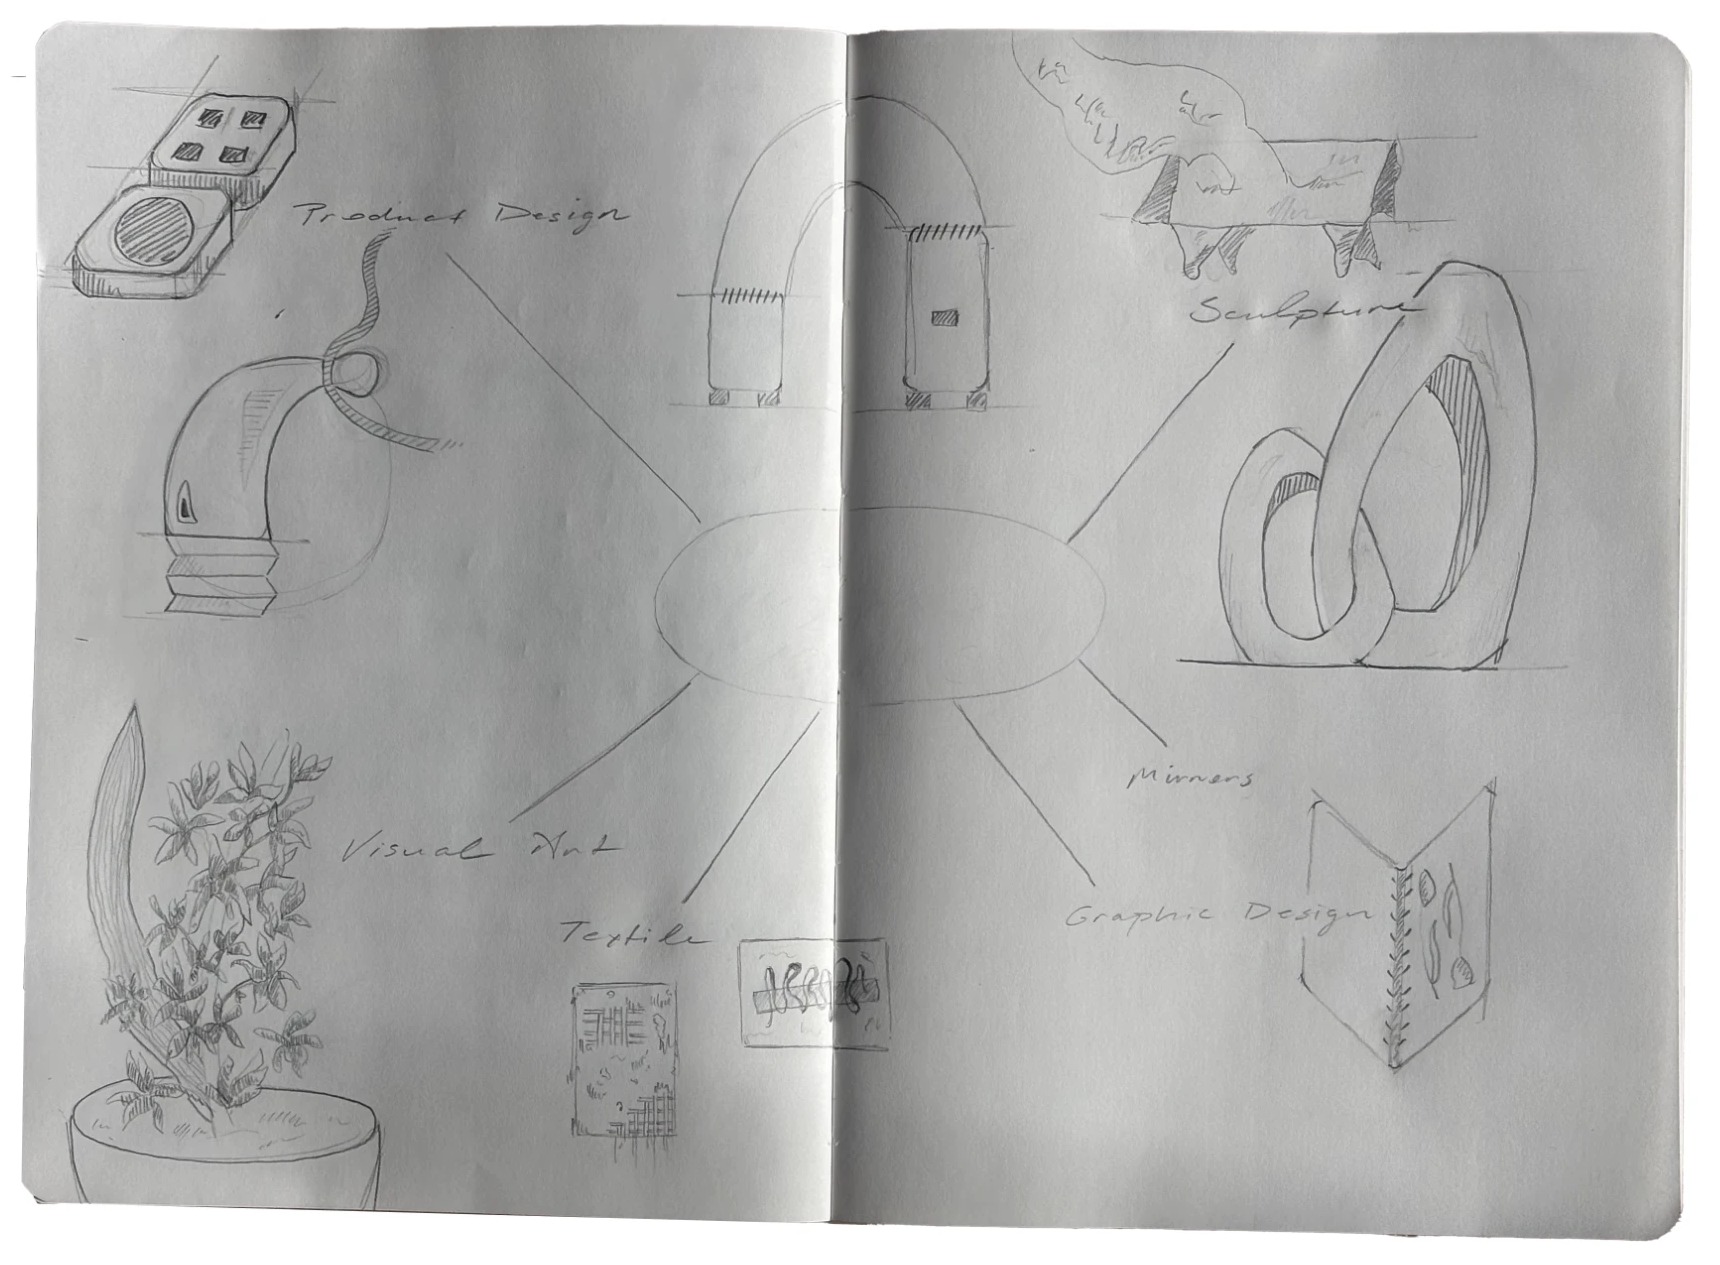 Product Design
Sculpture
Mirrors
Visual Art
Graphic Design
Textile